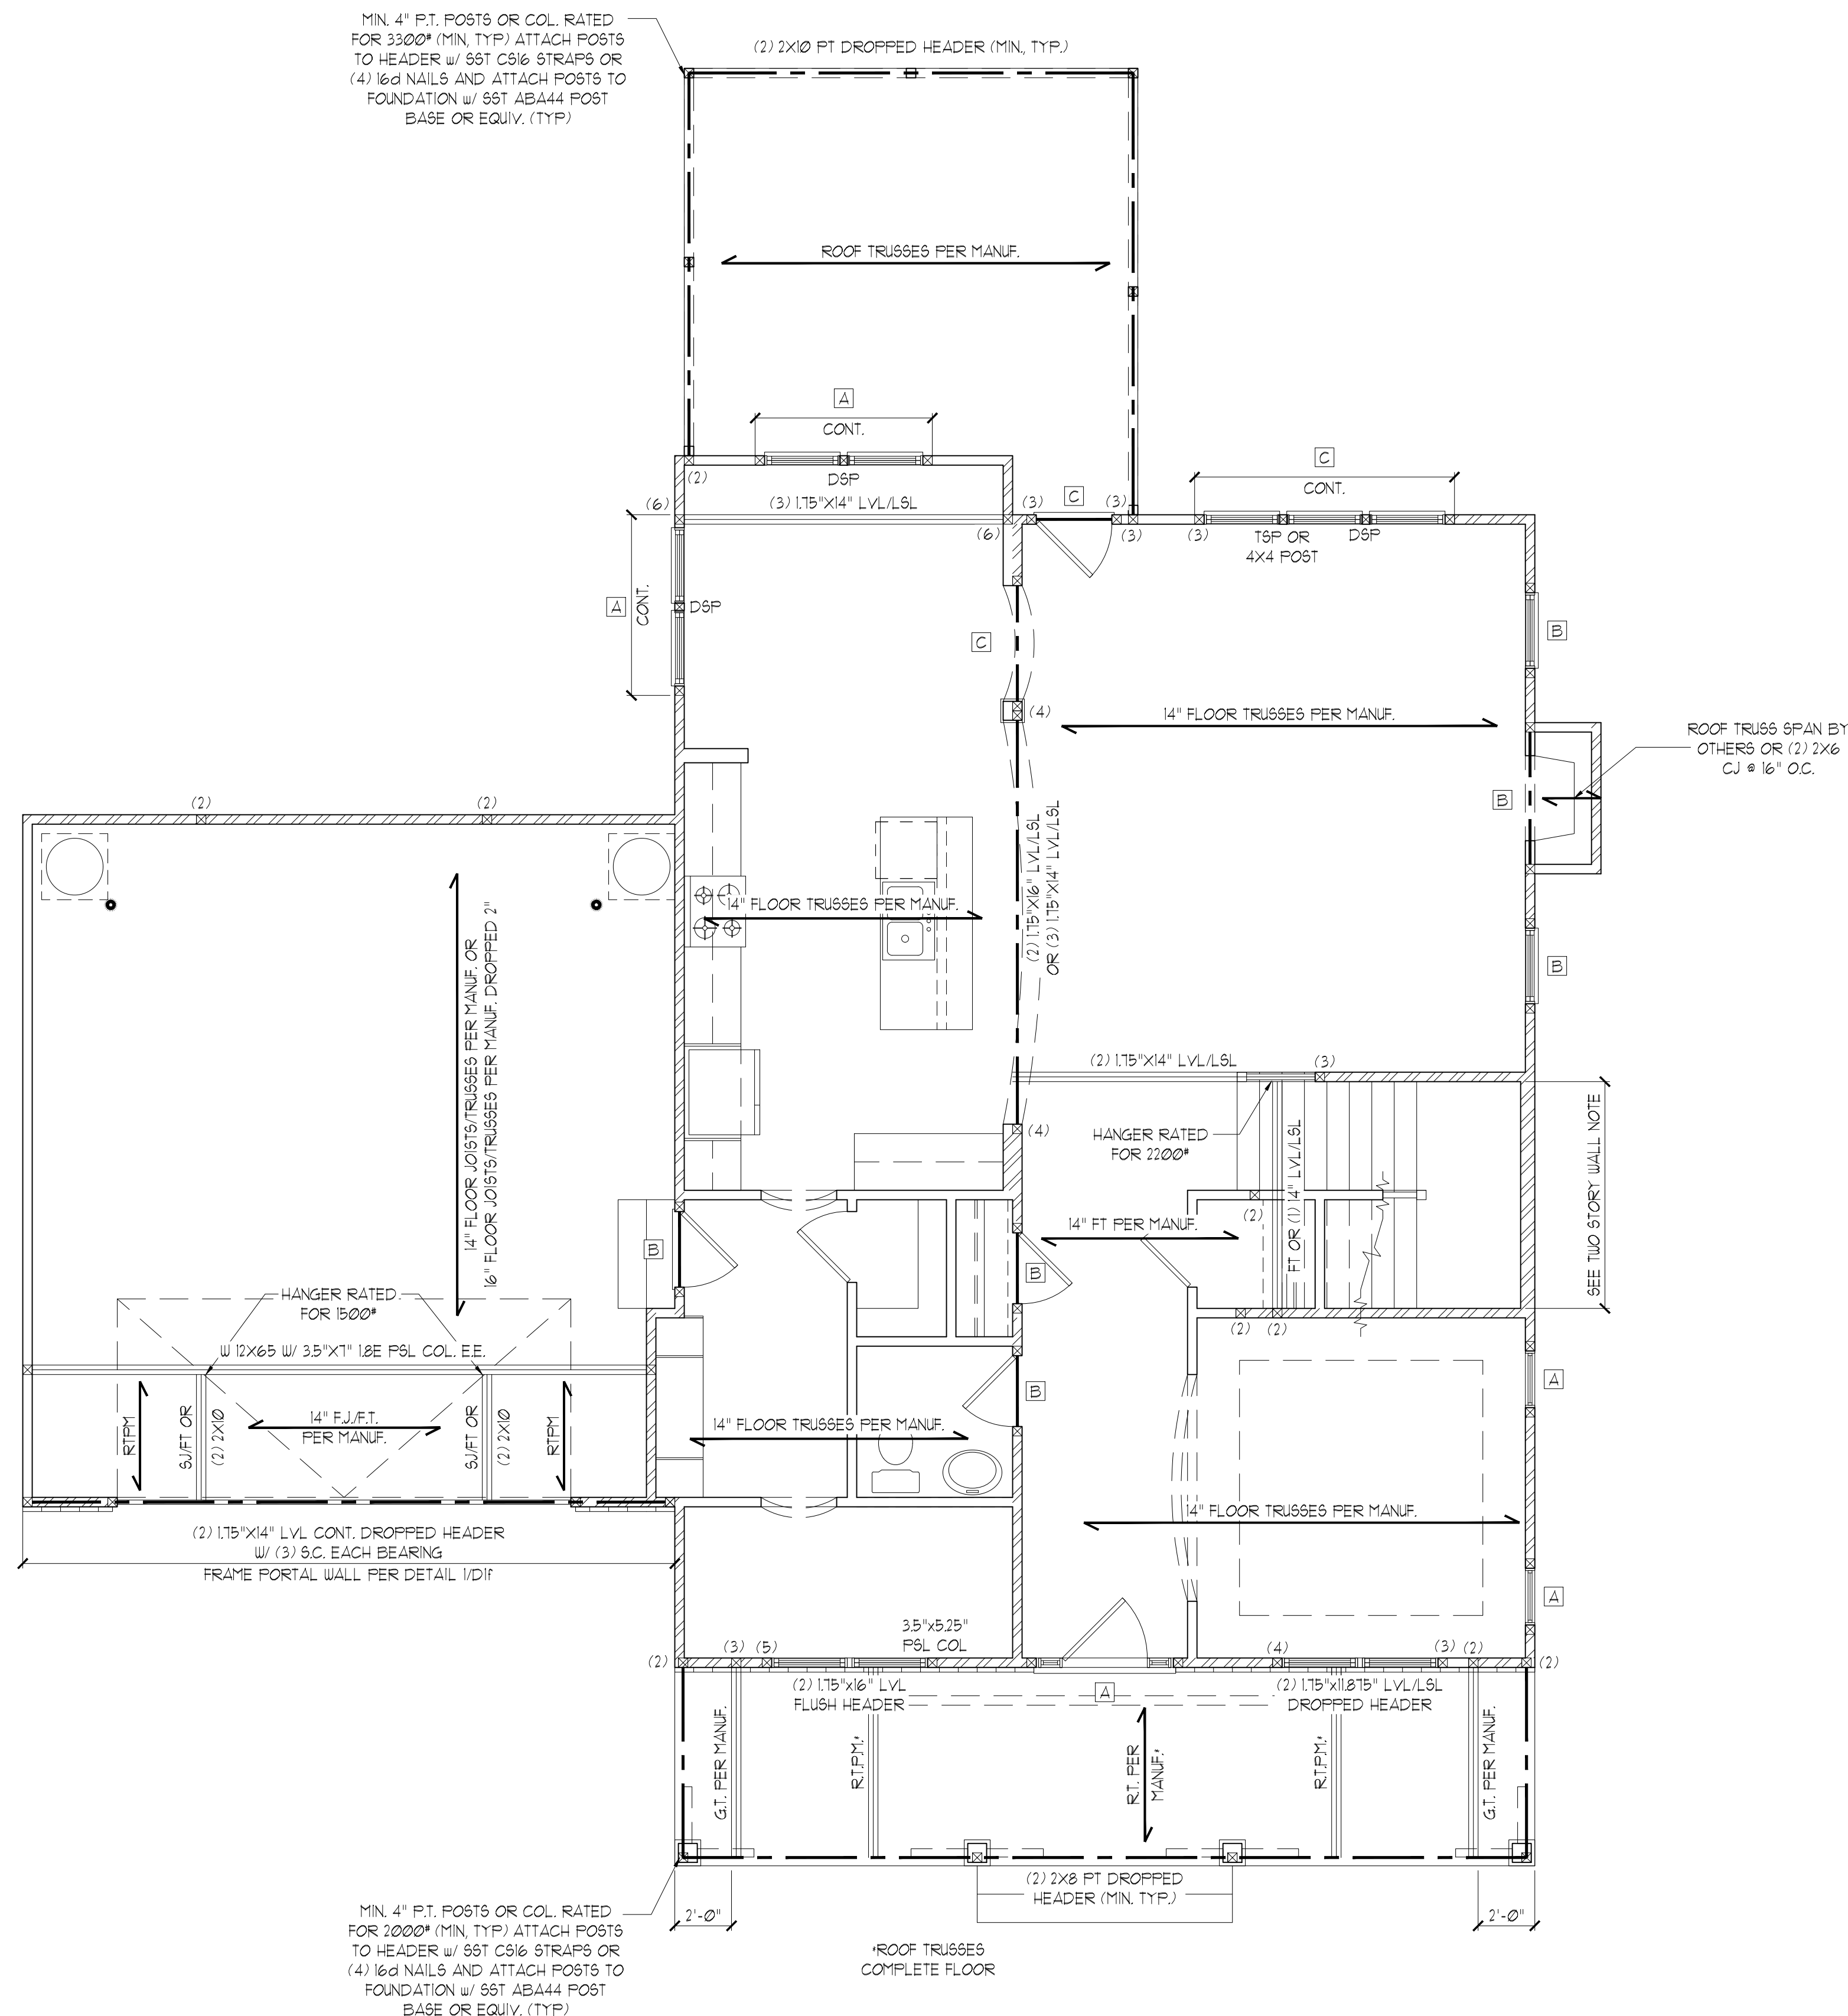 MIN. 4" P.T. POSTS OR COL. RATED
FOR 3300# (MIN, TYP) ATTACH POSTS
TO HEADER w/ SST CS16 STRAPS OR
(4) 16d NAILS AND ATTACH POSTS TO
FOUNDATION w/ SST ABA44 POST
BASE OR EQUIV. (TYP)
(2) 2X10 PT DROPPED HEADER (MIN., TYP.)
ROOF TRUSSES PER MANUF.
A
CONT.
DSP
(2)
(6)
(3) 1.75"X14" LVL/LSL
(6)
(3)
C
(3)
(3)
C
CONT.
(3)
TSP OR
4X4 POST
DSP
A
CONT.
DSP
C
(4)
B
14" FLOOR TRUSSES PER MANUF.
ROOF TRUSS SPAN BY
OTHERS OR (2) 2X6
CJ @ 16" O.C.
B
B
(2)
(2)
14" FLOOR TRUSSES PER MANUF.
(2) 1.75"X16" LVL/LSL
OR (3) 1.75"X14" LVL/LSL
14" FLOOR JOISTS/TRUSSES PER MANUF. OR
16" FLOOR JOISTS/TRUSSES PER MANUF. DROPPED 2"
(2) 1.75"X14" LVL/LSL
(3)
HANGER RATED
FOR 2200#
(4)
FT OR (1) 14" LVL/LSL
SEE TWO STORY WALL NOTE
14" FT PER MANUF.
(2)
B
B
(2)
(2)
HANGER RATED
FOR 1500#
W 12X65 W/ 3.5"X7" 1.8E PSL COL. E.E.
RTPM
SJ/FT OR
(2) 2X10
14" F.J./F.T.
PER MANUF.
SJ/FT OR
(2) 2X10
RTPM
B
A
14" FLOOR TRUSSES PER MANUF.
14" FLOOR TRUSSES PER MANUF.
(2) 1.75"X14" LVL CONT. DROPPED HEADER
W/ (3) S.C. EACH BEARING
FRAME PORTAL WALL PER DETAIL 1/D1f
A
3.5"x5.25"
PSL COL
(2)
(3)
(5)
(4)
(3)
(2)
(2)
(2) 1.75"x16" LVL
FLUSH HEADER
A
(2) 1.75"x11.875" LVL/LSL
DROPPED HEADER
G.T. PER MANUF.
R.T.P.M.*
R.T. PER
MANUF.*
R.T.P.M.*
G.T. PER MANUF.
(2) 2X8 PT DROPPED
HEADER (MIN. TYP.)
2'-0"
2'-0"
MIN. 4" P.T. POSTS OR COL. RATED
FOR 2000# (MIN, TYP) ATTACH POSTS
TO HEADER w/ SST CS16 STRAPS OR
(4) 16d NAILS AND ATTACH POSTS TO
FOUNDATION w/ SST ABA44 POST
BASE OR EQUIV. (TYP)
*ROOF TRUSSES
COMPLETE FLOOR